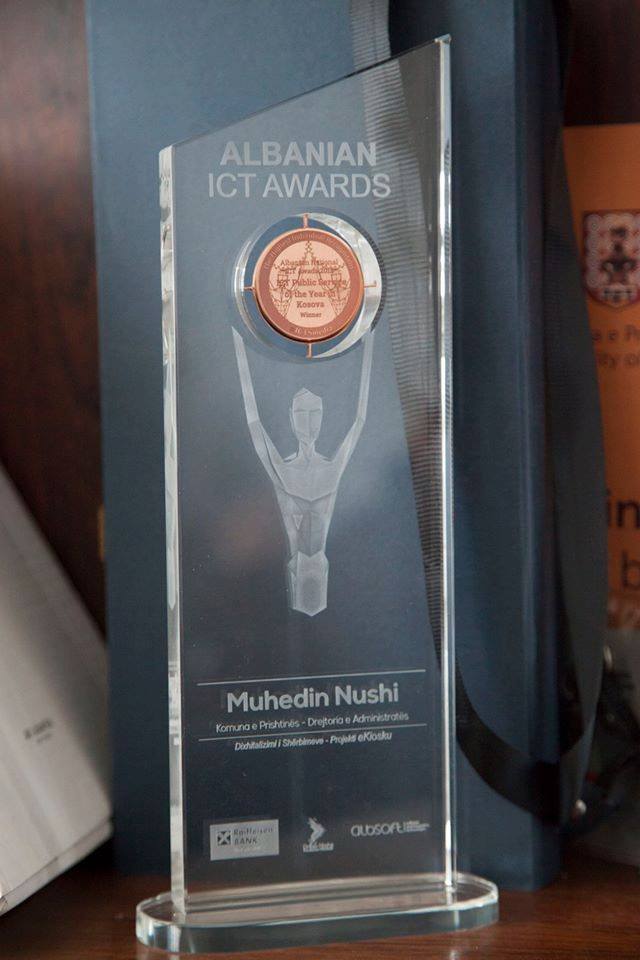 ALBANIAN
ICT AWARDS
Albanian National
ICT Awards
ICT Public Service
of the Year in
Kosova
Winner
Muhedin Nushi
Komuna e Prishtinës - Drejtoria e Administratës
Dixhitalizimi i Shërbimeve - Projekti eKiosku
Raiffeisen
BANK
albsoft